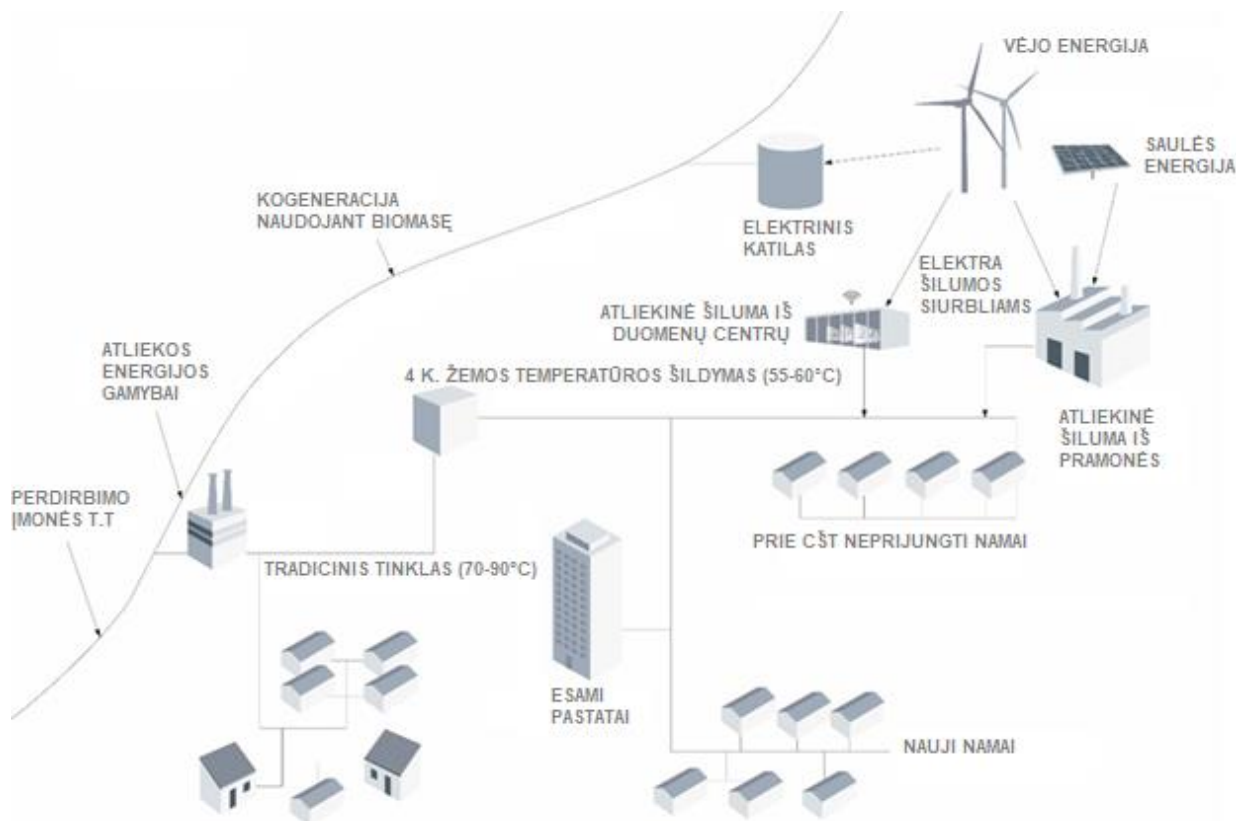 VĖJO ENERGIJA
SAULĖS
ENERGIJA
KOGENERACIJA
NAUDOJANT BIOMASĘ
ELEKTRINIS
KATILAS
ELEKTRA
ŠILUMOS
SIURBLIAMS
ATLIEKINĖ ŠILUMA IŠ
DUOMENŲ CENTRŲ
ATLIEKOS
ENERGIJOS
GAMYBAI
4 K. ŽEMOS TEMPERATŪROS ŠILDYMAS (55-60°C)
ATLIEKINĖ
ŠILUMA IŠ
PRAMONĖS
PERDIRBIMO
ĮMONĖS T.T
PRIE CŠT NEPRIJUNGTI NAMAI
TRADICINIS TINKLAS (70-90°C)
ESAMI
PASTATAI
NAUJI NAMAI